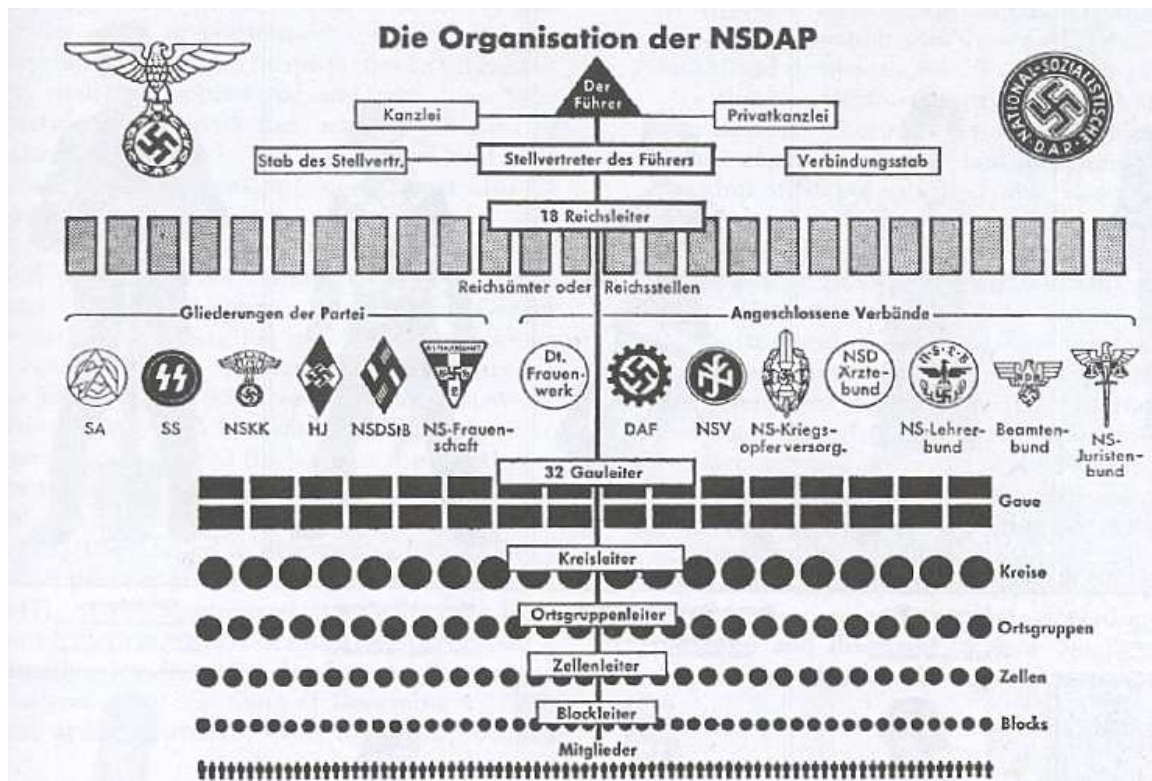 Die Organisation der NSDAP
NATIONAL-SOZIALISTISCHE D.A.P.
Der
Führer
Kanzlei
Privatkanzlei
Stab des Stellvertr.
Stellvertreter des Führers
Verbindungsstab
18 Reichsleiter
Reichsämter oder Reichsstellen
Gliederungen der Partei
Angeschlossene Verbände
Dt.
Frauen-
werk
NSD
Ärzte-
bund
SA
SS
NSKK
HJ
NSDStB
NS-Frauen-
schaft
DAF
NSV
NS-Kriegs-
opferversorg.
NS-Lehrer-
bund
Beamten-
bund
NS-
Juristen-
bund
32 Gauleiter
Gaue
Kreisleiter
Kreise
Ortsgruppenleiter
Ortsgruppen
Zellenleiter
Zellen
Blockleiter
Blocks
Mitglieder